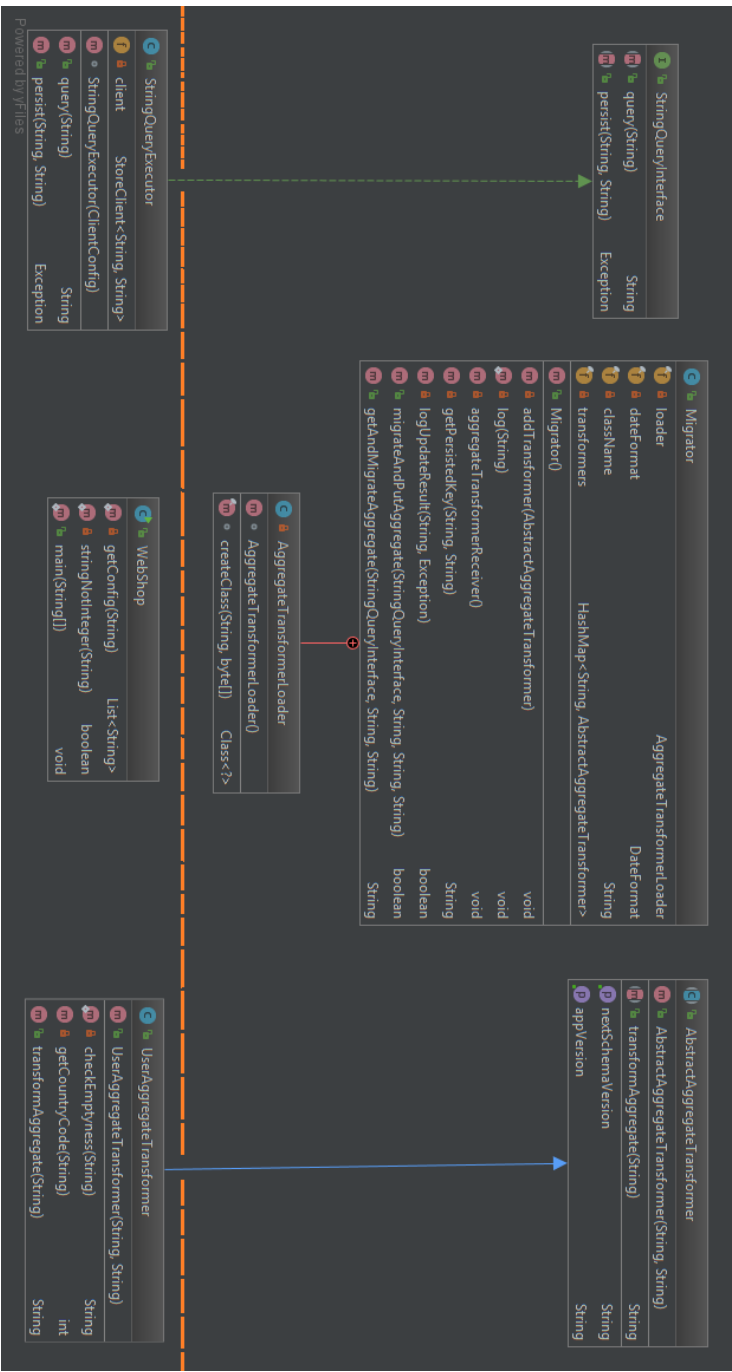 StringQueryInterface
query(String) String
persist(String, String) Exception
Migrator
loader AggregateTransformerLoader
dateFormat DateFormat
className String
transformers HashMap<String, AbstractAggregateTransformer>
Migrator()
addTransformer(AbstractAggregateTransformer) void
log(String) void
aggregateTransformerReceiver() void
getPersistedKey(String, String) String
logUpdateResult(String, Exception) boolean
migrateAndPutAggregate(StringQueryInterface, String, String, String) boolean
getAndMigrateAggregate(StringQueryInterface, String, String) String
AbstractAggregateTransformer
AbstractAggregateTransformer(String, String)
transformAggregate(String) String
nextSchemaVersion String
appVersion String
AggregateTransformerLoader
AggregateTransformerLoader()
createClass(String, byte[]) Class<?>
StringQueryExecutor
client StoreClient<String, String>
StringQueryExecutor(ClientConfig)
query(String) String
persist(String, String) Exception
WebShop
getConfig(String) List<String>
stringNotInteger(String) boolean
main(String[]) void
UserAggregateTransformer
UserAggregateTransformer(String, String)
checkEmptyness(String) String
getCountryCode(String) int
transformAggregate(String) String
Powered by yFiles